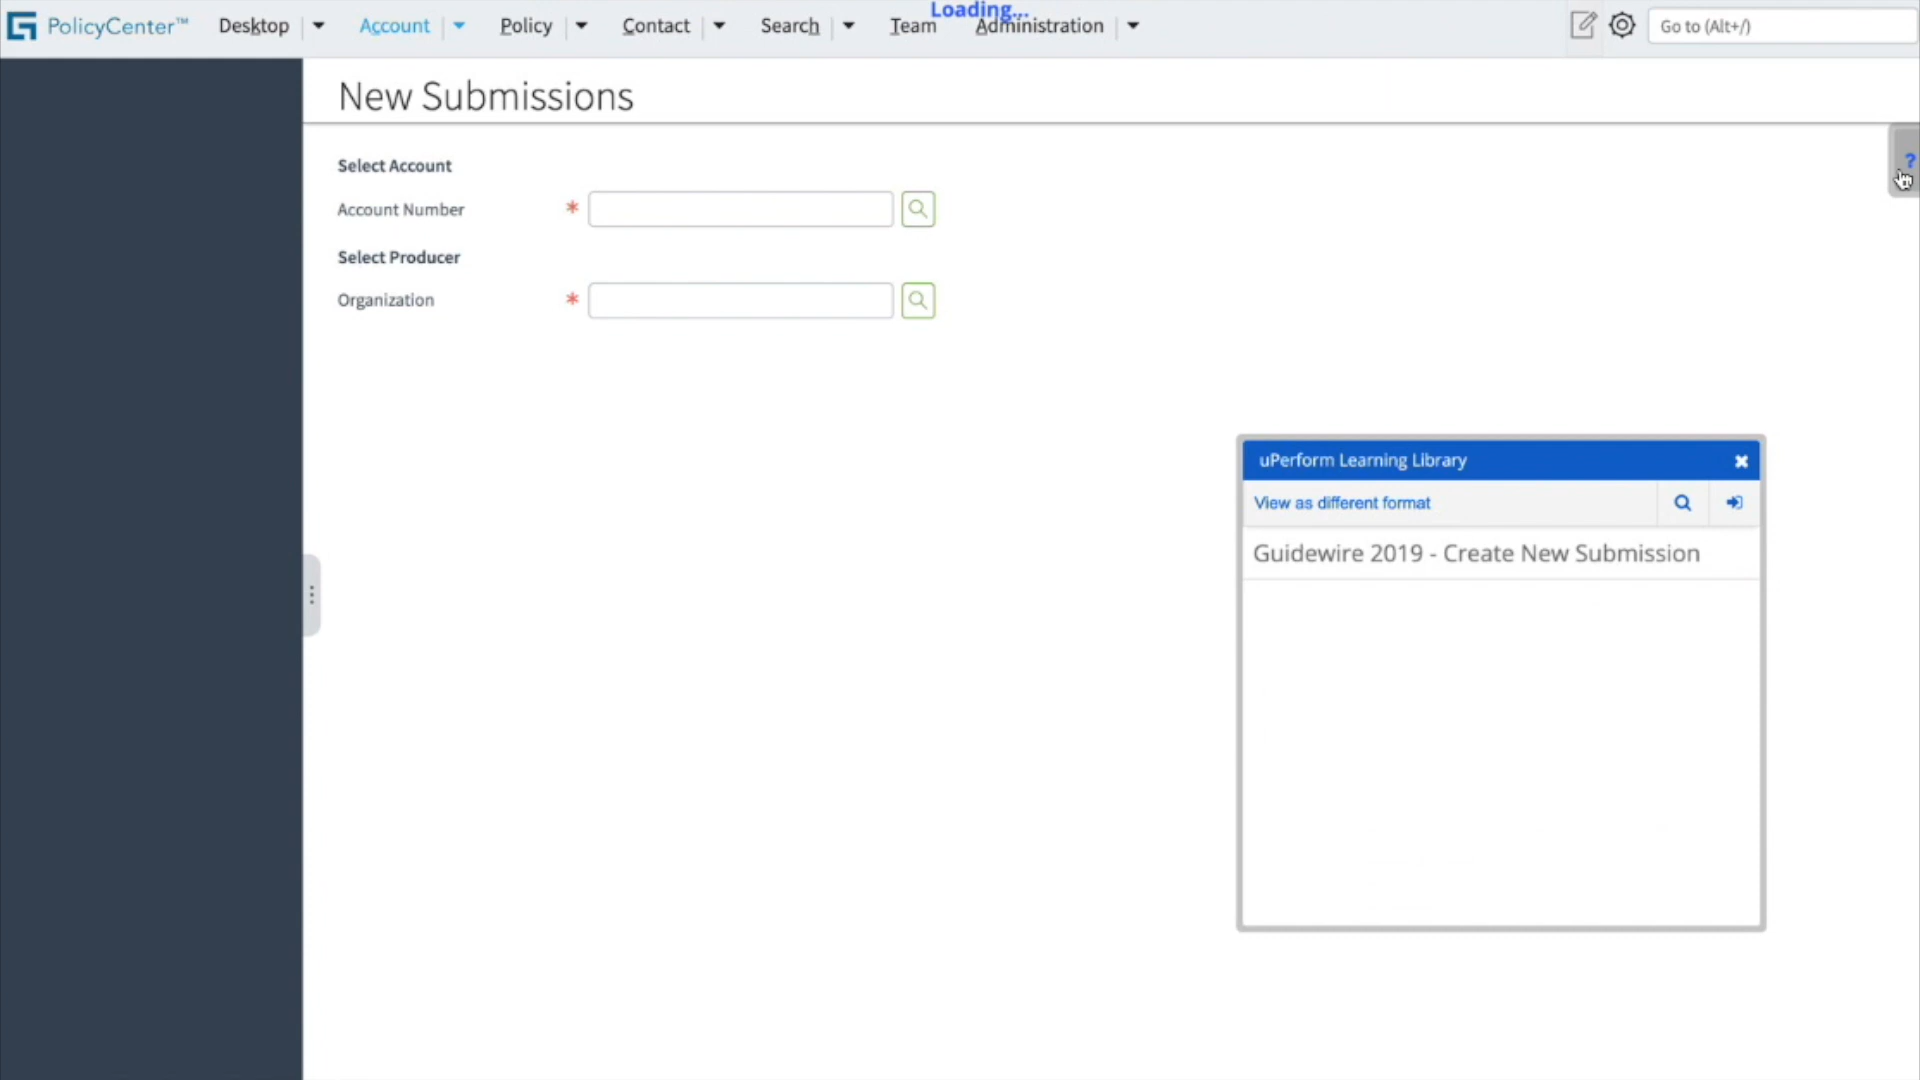 PolicyCenter™ Desktop Account Policy Contact Search Team Administration Go to (Alt+/)
Loading...
New Submissions
Select Account
Account Number *
Select Producer
Organization *
?
uPerform Learning Library
View as different format
Guidewire 2019 - Create New Submission